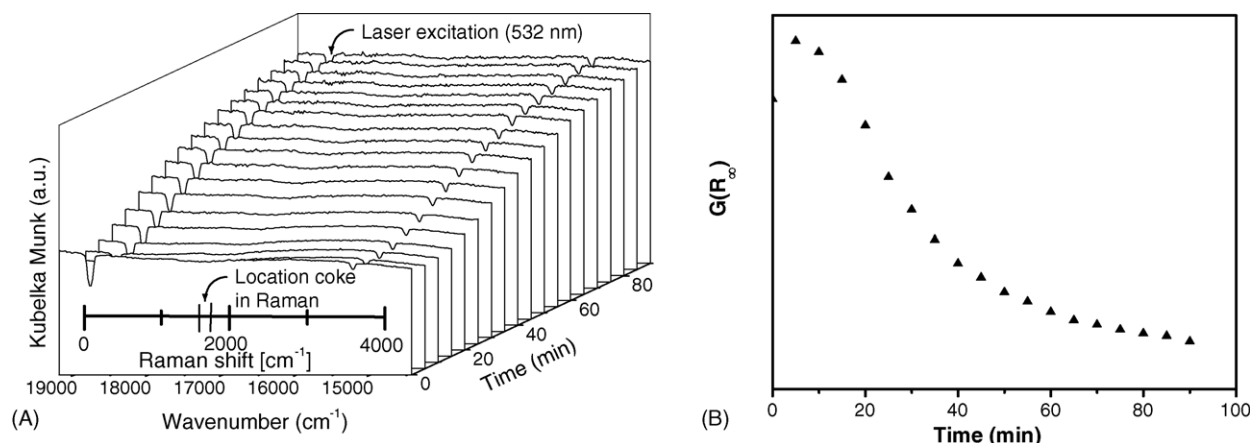 Laser excitation (532 nm)
Kubelka Munk (a.u.)
Location coke
in Raman
0
2000
4000
Raman shift [cm⁻¹]
0
20
40
60
80
Time (min)
19000
18000
17000
16000
15000
Wavenumber (cm⁻¹)
(A)
G(R∞)
0
20
40
60
80
100
Time (min)
(B)